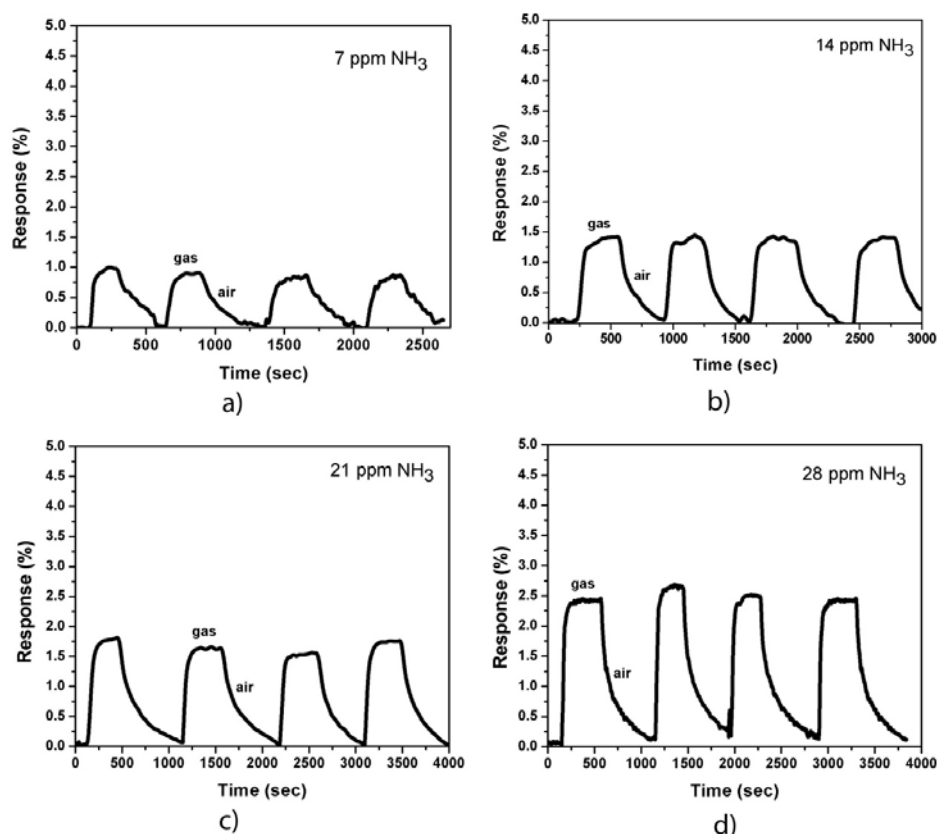 7 ppm NH3
Response (%)
5.0
4.5
4.0
3.5
3.0
2.5
2.0
1.5
1.0
0.5
0.0
gas
air
0 500 1000 1500 2000 2500
Time (sec)
a)
14 ppm NH3
Response (%)
5.0
4.5
4.0
3.5
3.0
2.5
2.0
1.5
1.0
0.5
0.0
gas
air
0 500 1000 1500 2000 2500 3000
Time (sec)
b)
21 ppm NH3
Response (%)
5.0
4.5
4.0
3.5
3.0
2.5
2.0
1.5
1.0
0.5
0.0
gas
air
0 500 1000 1500 2000 2500 3000 3500 4000
Time (sec)
c)
28 ppm NH3
Response (%)
5.0
4.5
4.0
3.5
3.0
2.5
2.0
1.5
1.0
0.5
0.0
gas
air
0 500 1000 1500 2000 2500 3000 3500 4000
Time (sec)
d)